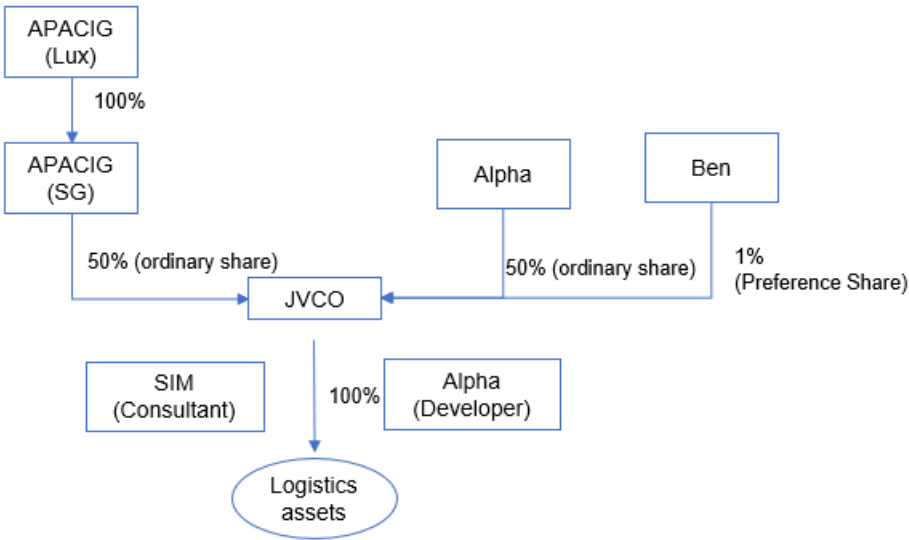 APACIG
(Lux)
100%
APACIG
(SG)
Alpha
Ben
50% (ordinary share)
50% (ordinary share)
1%
(Preference Share)
JVCO
SIM
(Consultant)
100%
Alpha
(Developer)
Logistics
assets